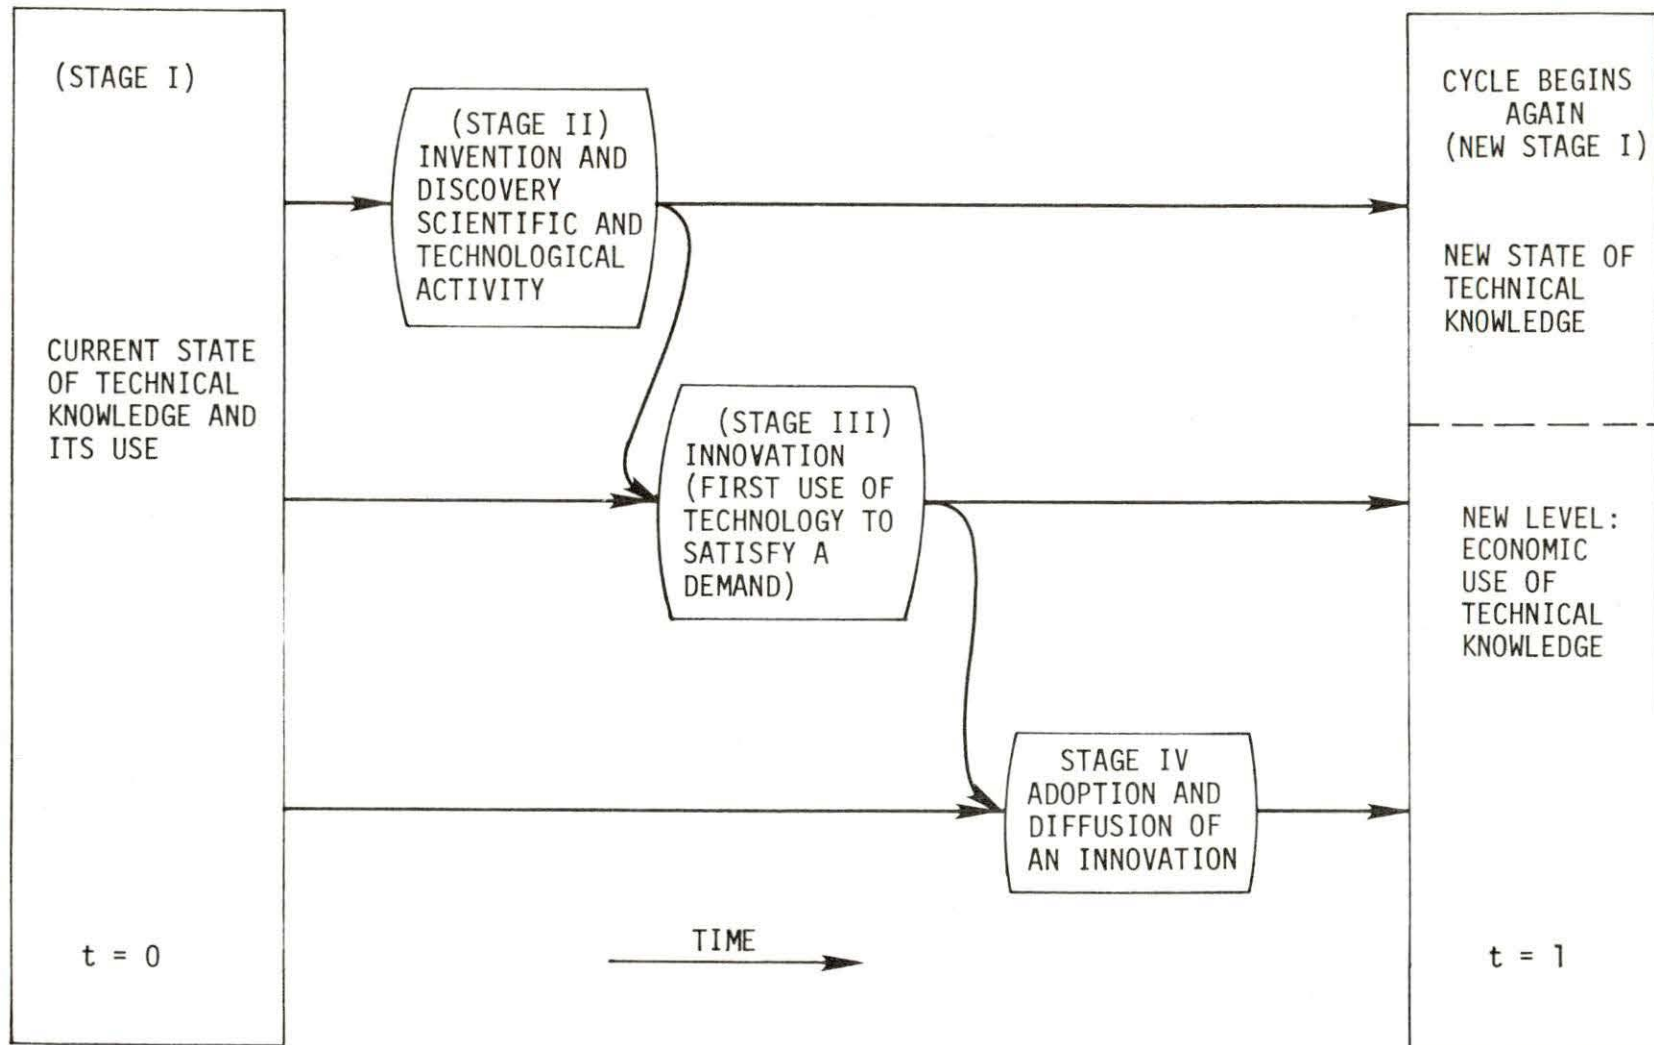 (STAGE I)
CURRENT STATE
OF TECHNICAL
KNOWLEDGE AND
ITS USE
t = 0
(STAGE II)
INVENTION AND
DISCOVERY
SCIENTIFIC AND
TECHNOLOGICAL
ACTIVITY
(STAGE III)
INNOVATION
(FIRST USE OF
TECHNOLOGY TO
SATISFY A
DEMAND)
STAGE IV
ADOPTION AND
DIFFUSION OF
AN INNOVATION
TIME
CYCLE BEGINS
AGAIN
(NEW STAGE I)
NEW STATE OF
TECHNICAL
KNOWLEDGE
NEW LEVEL:
ECONOMIC
USE OF
TECHNICAL
KNOWLEDGE
t = 1